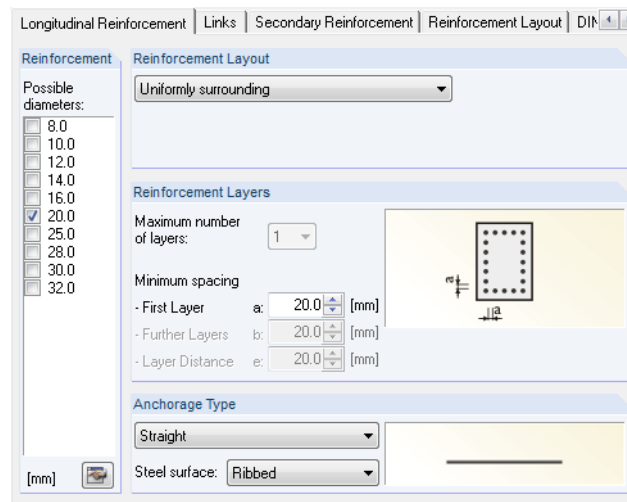 Longitudinal Reinforcement Links Secondary Reinforcement Reinforcement Layout DIN
Reinforcement
Possible
diameters:
8.0
10.0
12.0
14.0
16.0
20.0
25.0
28.0
30.0
32.0
[mm]
Reinforcement Layout
Uniformly surrounding
Reinforcement Layers
Maximum number
of layers: 1
Minimum spacing
- First Layer a: 20.0 [mm]
- Further Layers b: 20.0 [mm]
- Layer Distance e: 20.0 [mm]
a
a
Anchorage Type
Straight
Steel surface: Ribbed